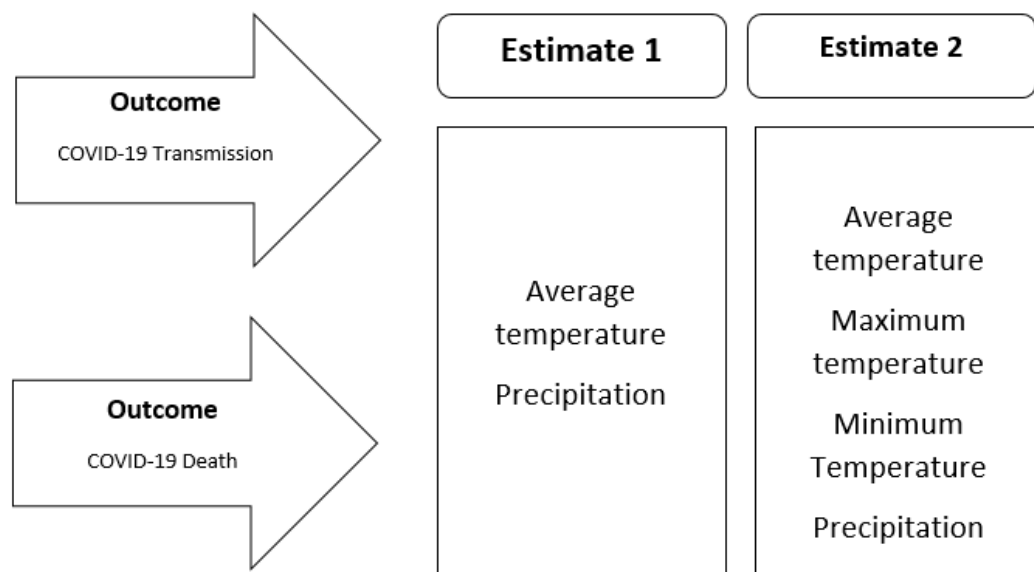 Outcome
COVID-19 Transmission
Outcome
COVID-19 Death
Estimate 1
Average
temperature
Precipitation
Estimate 2
Average
temperature
Maximum
temperature
Minimum
Temperature
Precipitation